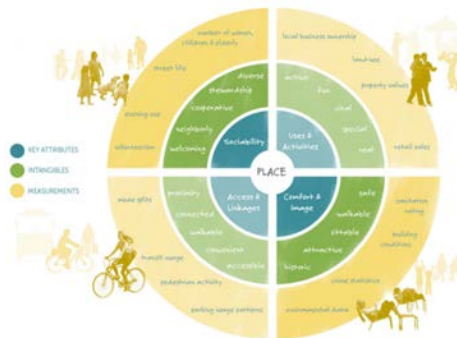 number of women,
children & elderly
street life
evening use
volunteerism
diverse
stewardship
cooperative
neighborly
welcoming
Sociability
local business ownership
land-use
property values
retail sales
active
fun
vital
special
real
Uses &
Activities
PLACE
KEY ATTRIBUTES
INTANGIBLES
MEASUREMENTS
Access &
Linkages
proximity
connected
walkable
convenient
accessible
mode splits
transit usage
pedestrian activity
parking usage patterns
Comfort &
Image
safe
walkable
sittable
attractive
historic
sanitation
rating
building
conditions
crime statistics
environmental data